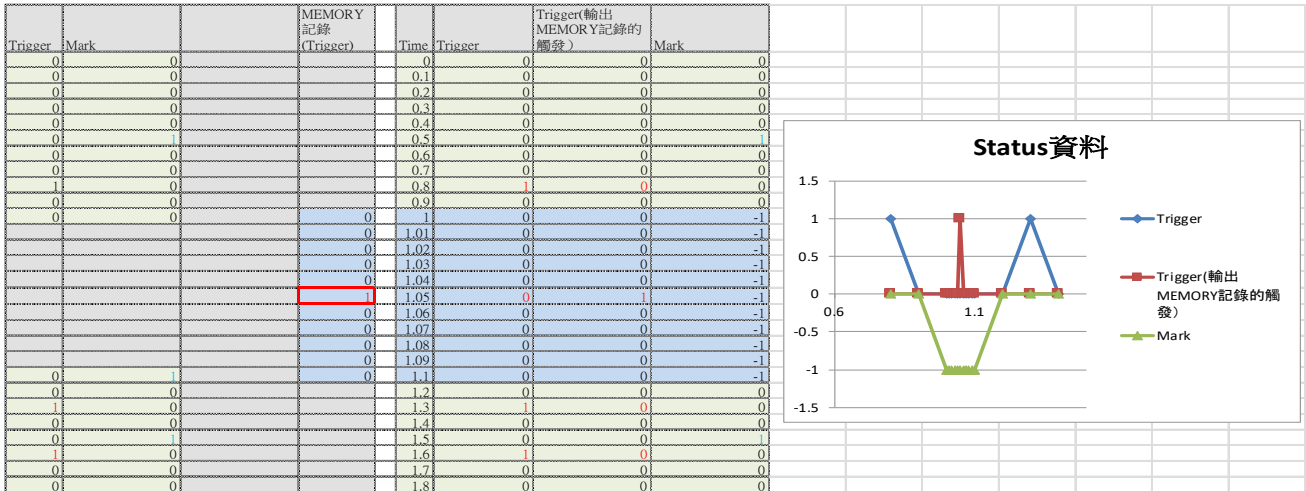 MEMORY Trigger(輸出
記錄 MEMORY記錄的
Trigger Mark (Trigger) Time Trigger 觸發） Mark
0 0 0 0 0 0
0 0 0.1 0 0 0
0 0 0.2 0 0 0
0 0 0.3 0 0 0
0 0 0.4 0 0 0
0 1 0.5 0 0 1
0 0 0.6 0 0 0
0 0 0.7 0 0 0
1 0 0.8 1 0 0
0 0 0.9 0 0 0
0 0 0 1 0 0 -1
0 1.01 0 0 -1
0 1.02 0 0 -1
0 1.03 0 0 -1
0 1.04 0 0 -1
1 1.05 0 1 -1
0 1.06 0 0 -1
0 1.07 0 0 -1
0 1.08 0 0 -1
0 1.09 0 0 -1
0 1 0 1.1 0 0 -1
0 0 1.2 0 0 0
1 0 1.3 1 0 0
0 0 1.4 0 0 0
0 1 1.5 0 0 1
1 0 1.6 1 0 0
0 0 1.7 0 0 0
0 0 1.8 0 0 0
Status資料
1.5
1
0.5
0
-0.5
-1
-1.5
0.6 1.1
Trigger
Trigger(輸出
MEMORY記錄的觸
發）
Mark